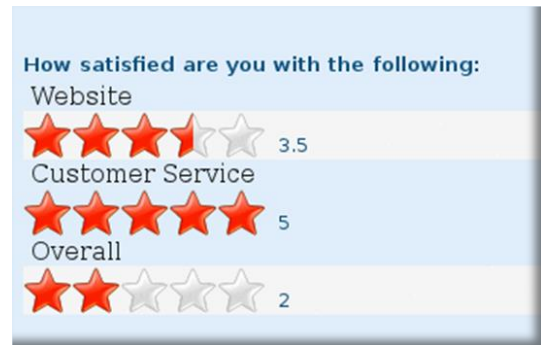 How satisfied are you with the following:
Website
3.5
Customer Service
5
Overall
2